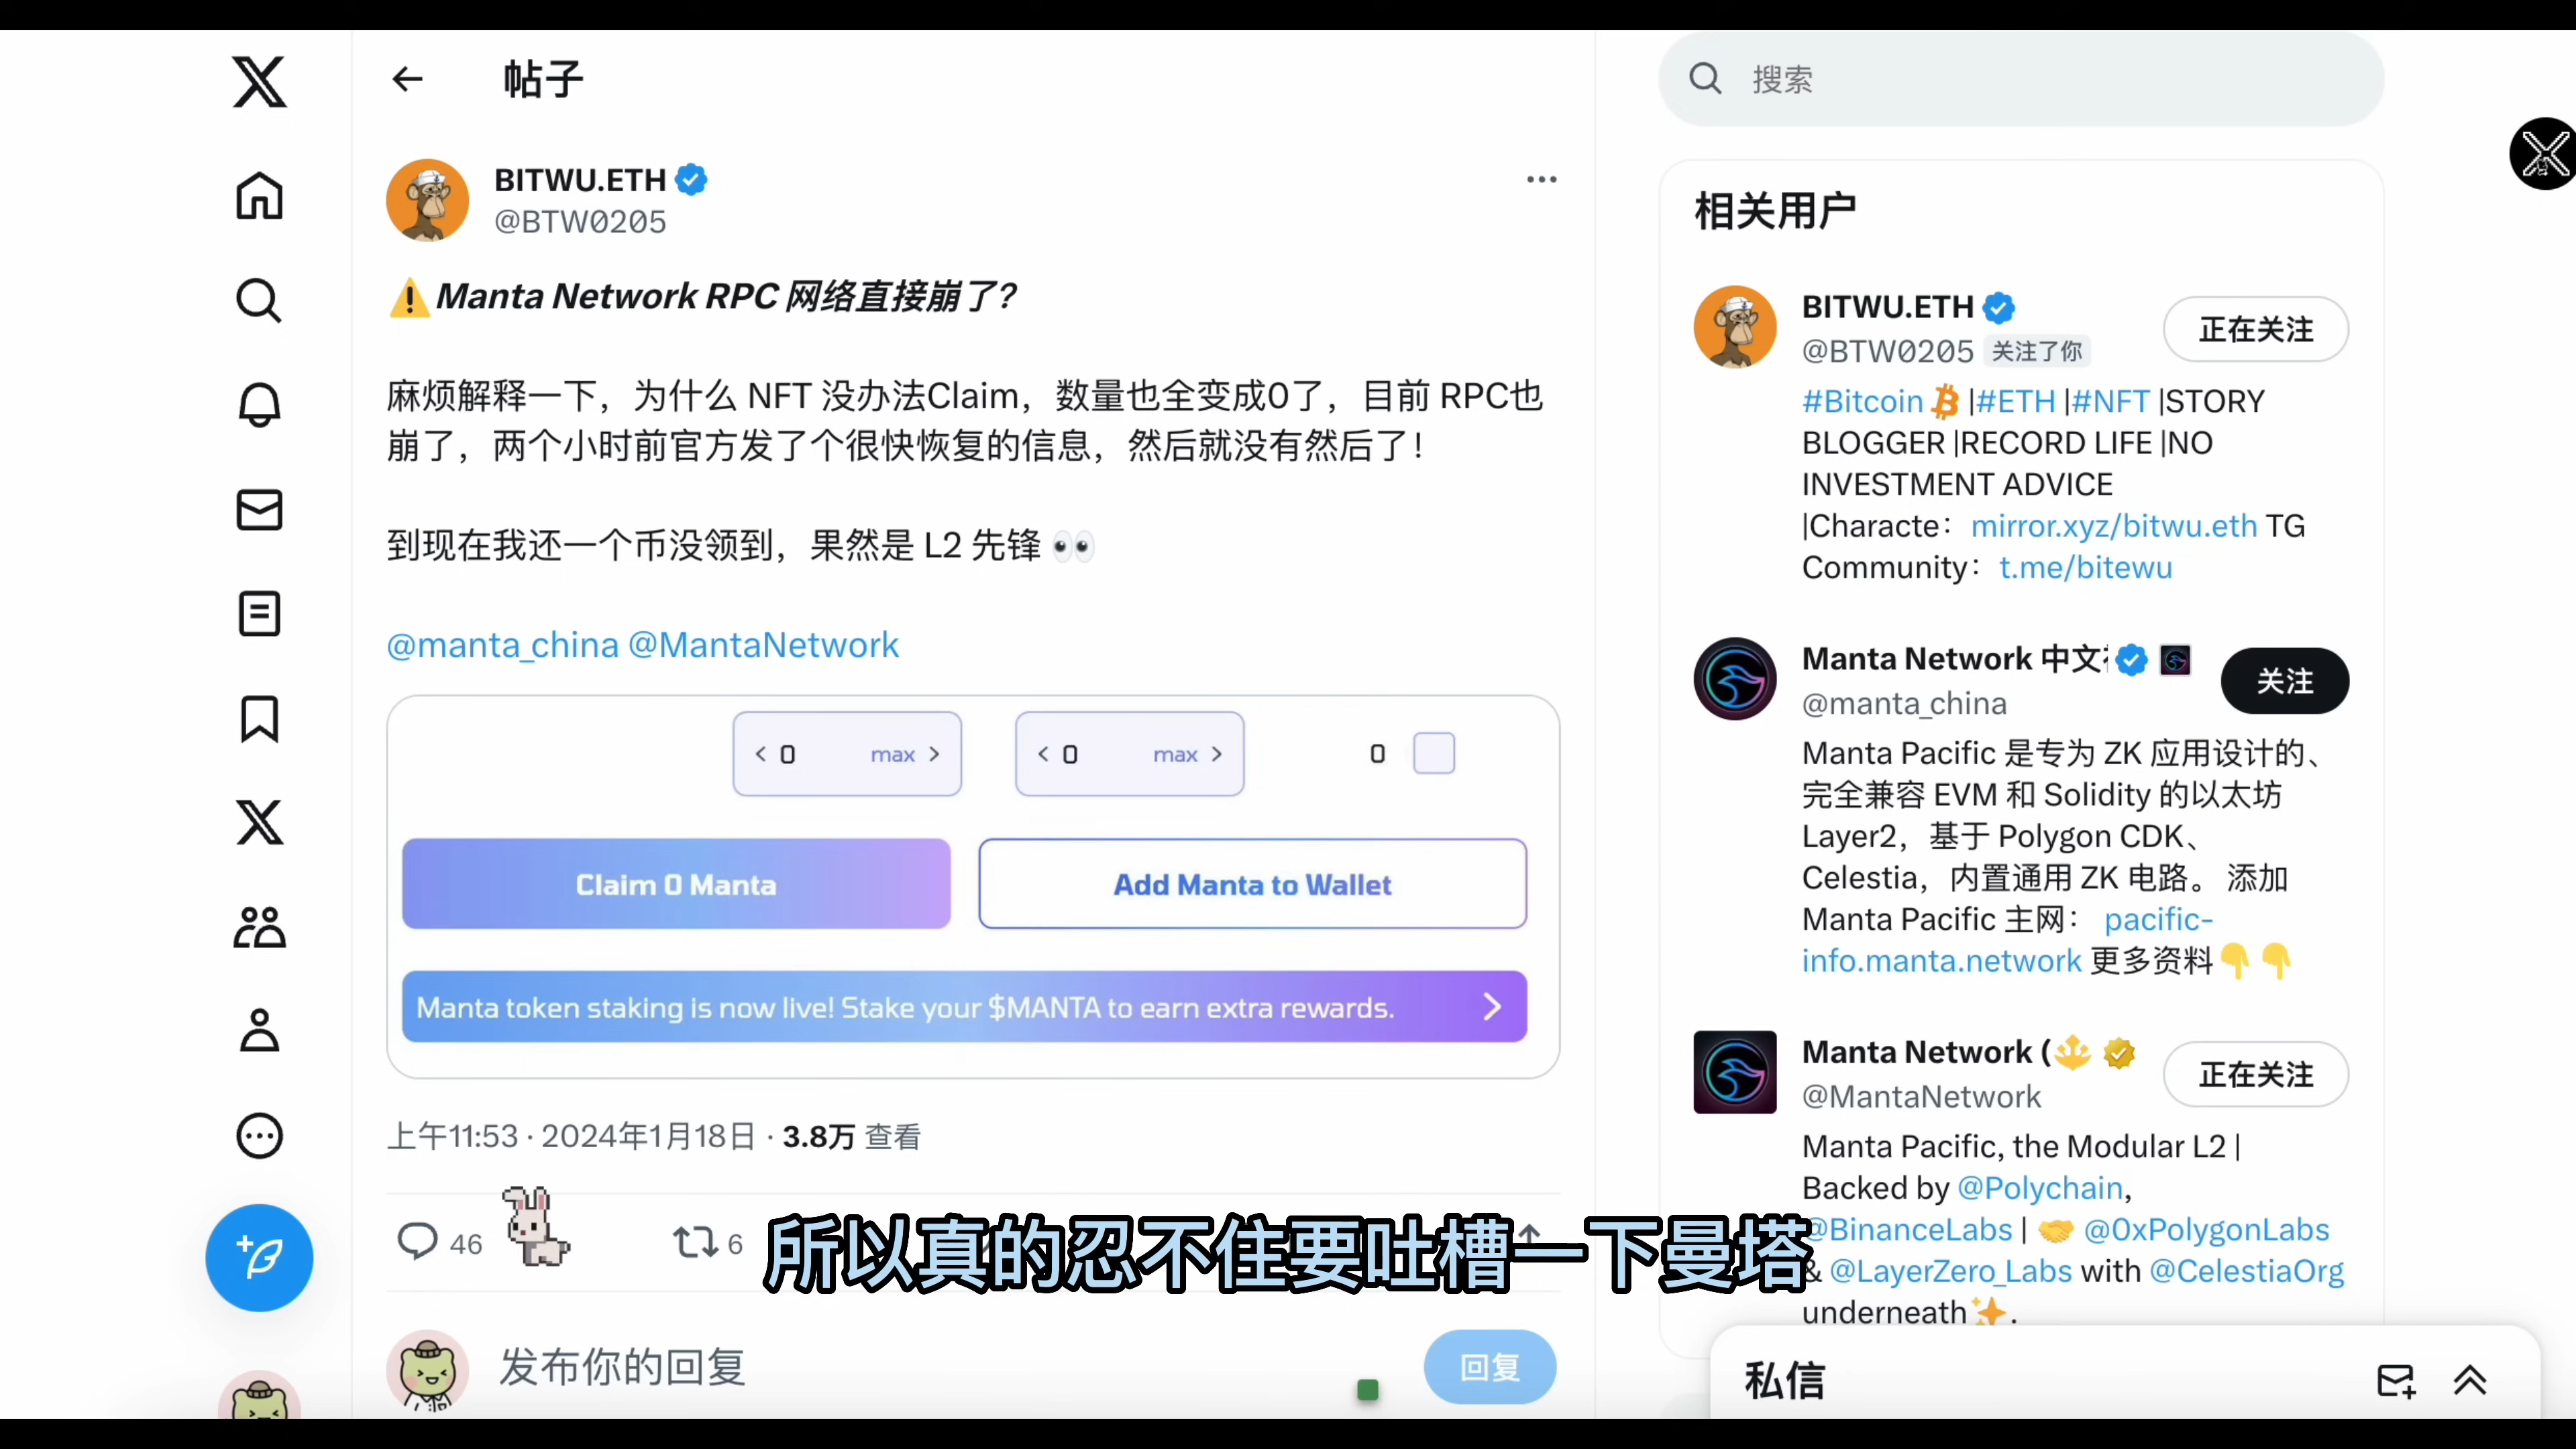 帖子
搜索
BITWU.ETH
@BTW0205
⚠️Manta Network RPC 网络直接崩了？
麻烦解释一下，为什么 NFT 没办法Claim，数量也全变成0了，目前 RPC也
崩了，两个小时前官方发了个很快恢复的信息，然后就没有然后了！
到现在我还一个币没领到，果然是 L2 先锋 👀
@manta_china @MantaNetwork
< 0 max >
< 0 max >
0
Claim 0 Manta
Add Manta to Wallet
Manta token staking is now live! Stake your $MANTA to earn extra rewards.
上午11:53 · 2024年1月18日 · 3.8万 查看
46
6
所以真的忍不住要吐槽一下曼塔
发布你的回复
回复
相关用户
BITWU.ETH
正在关注
@BTW0205 关注了你
#Bitcoin |#ETH |#NFT |STORY
BLOGGER |RECORD LIFE |NO
INVESTMENT ADVICE
|Characte： mirror.xyz/bitwu.eth TG
Community： t.me/bitewu
Manta Network 中文
关注
@manta_china
Manta Pacific 是专为 ZK 应用设计的、
完全兼容 EVM 和 Solidity 的以太坊
Layer2，基于 Polygon CDK、
Celestia，内置通用 ZK 电路。 添加
Manta Pacific 主网： pacific-
info.manta.network 更多资料👇👇
Manta Network (
正在关注
@MantaNetwork
Manta Pacific, the Modular L2 |
Backed by @Polychain,
@BinanceLabs | 🤝 @0xPolygonLabs
& @LayerZero_Labs with @CelestiaOrg
underneath✨.
私信